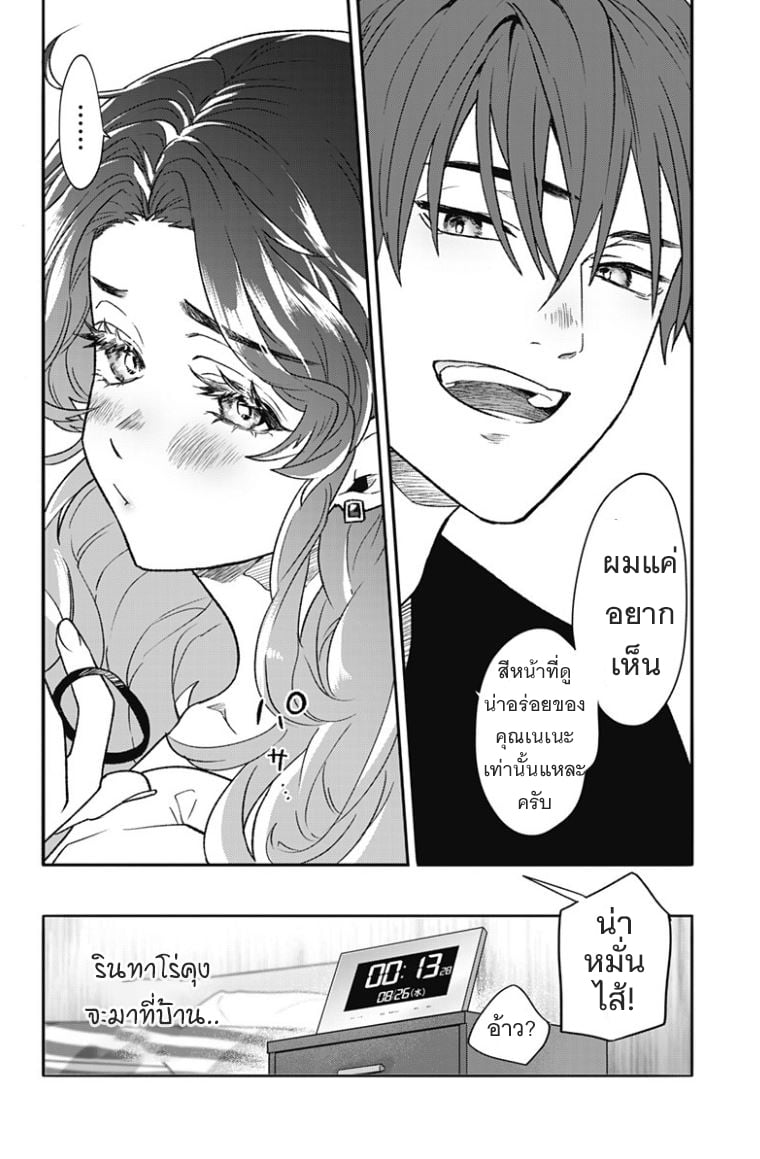 ผมแค่
อยาก
เห็น
สีหน้าที่ดู
น่าอร่อยของ
คุณเนเนะ
เท่านั้นแหละ
ครับ
……
サ…
น่า
หมั่น
ไส้!
อ้าว?
00:13 28
08/26(水)
รินทาโร่คุง
จะมาที่บ้าน..